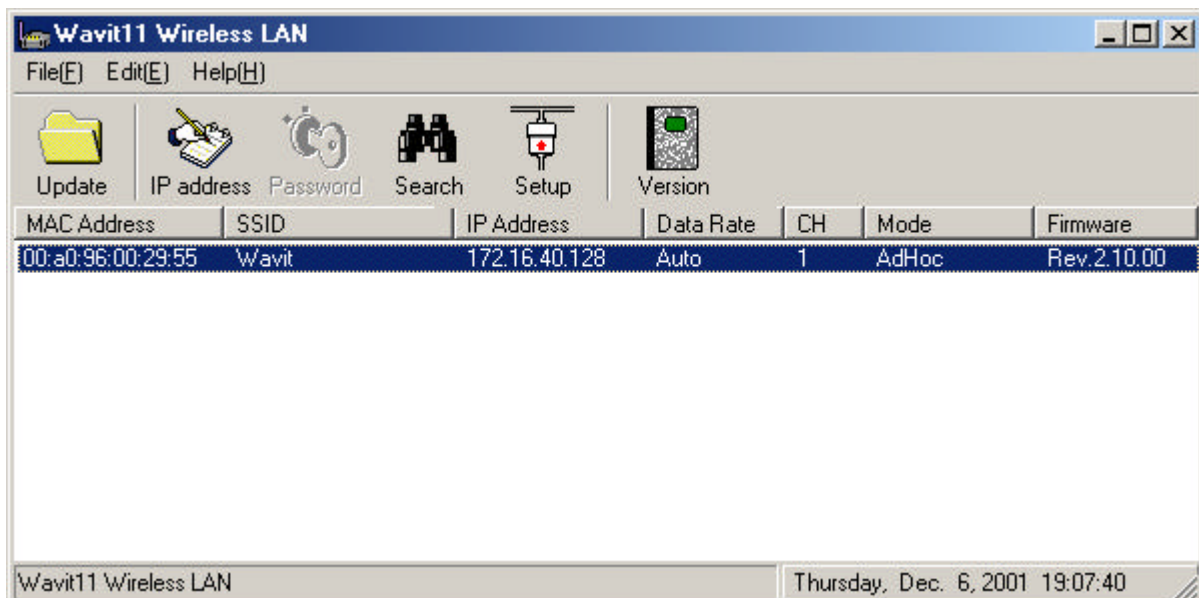 Wavit11 Wireless LAN
File(F) Edit(E) Help(H)
Update IP address Password Search Setup Version
MAC Address SSID IP Address Data Rate CH Mode Firmware
00:a0:96:00:29:55 Wavit 172.16.40.128 Auto 1 AdHoc Rev.2.10.00
Wavit11 Wireless LAN Thursday, Dec. 6, 2001 19:07:40